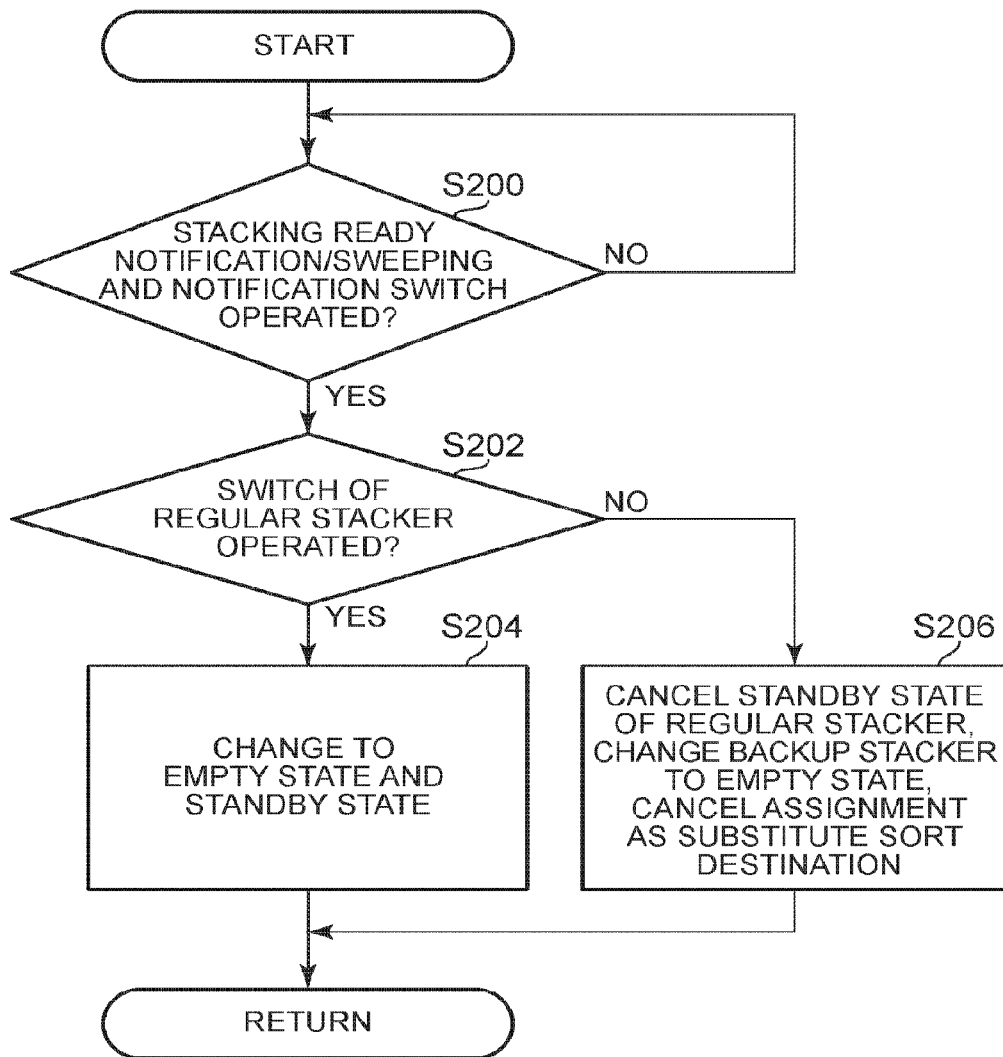 START
S200
STACKING READY
NOTIFICATION/SWEEPING
AND NOTIFICATION SWITCH
OPERATED?
NO
YES
S202
SWITCH OF
REGULAR STACKER
OPERATED?
NO
YES
S204
CHANGE TO
EMPTY STATE AND
STANDBY STATE
S206
CANCEL STANDBY STATE
OF REGULAR STACKER,
CHANGE BACKUP STACKER
TO EMPTY STATE,
CANCEL ASSIGNMENT
AS SUBSTITUTE SORT
DESTINATION
RETURN